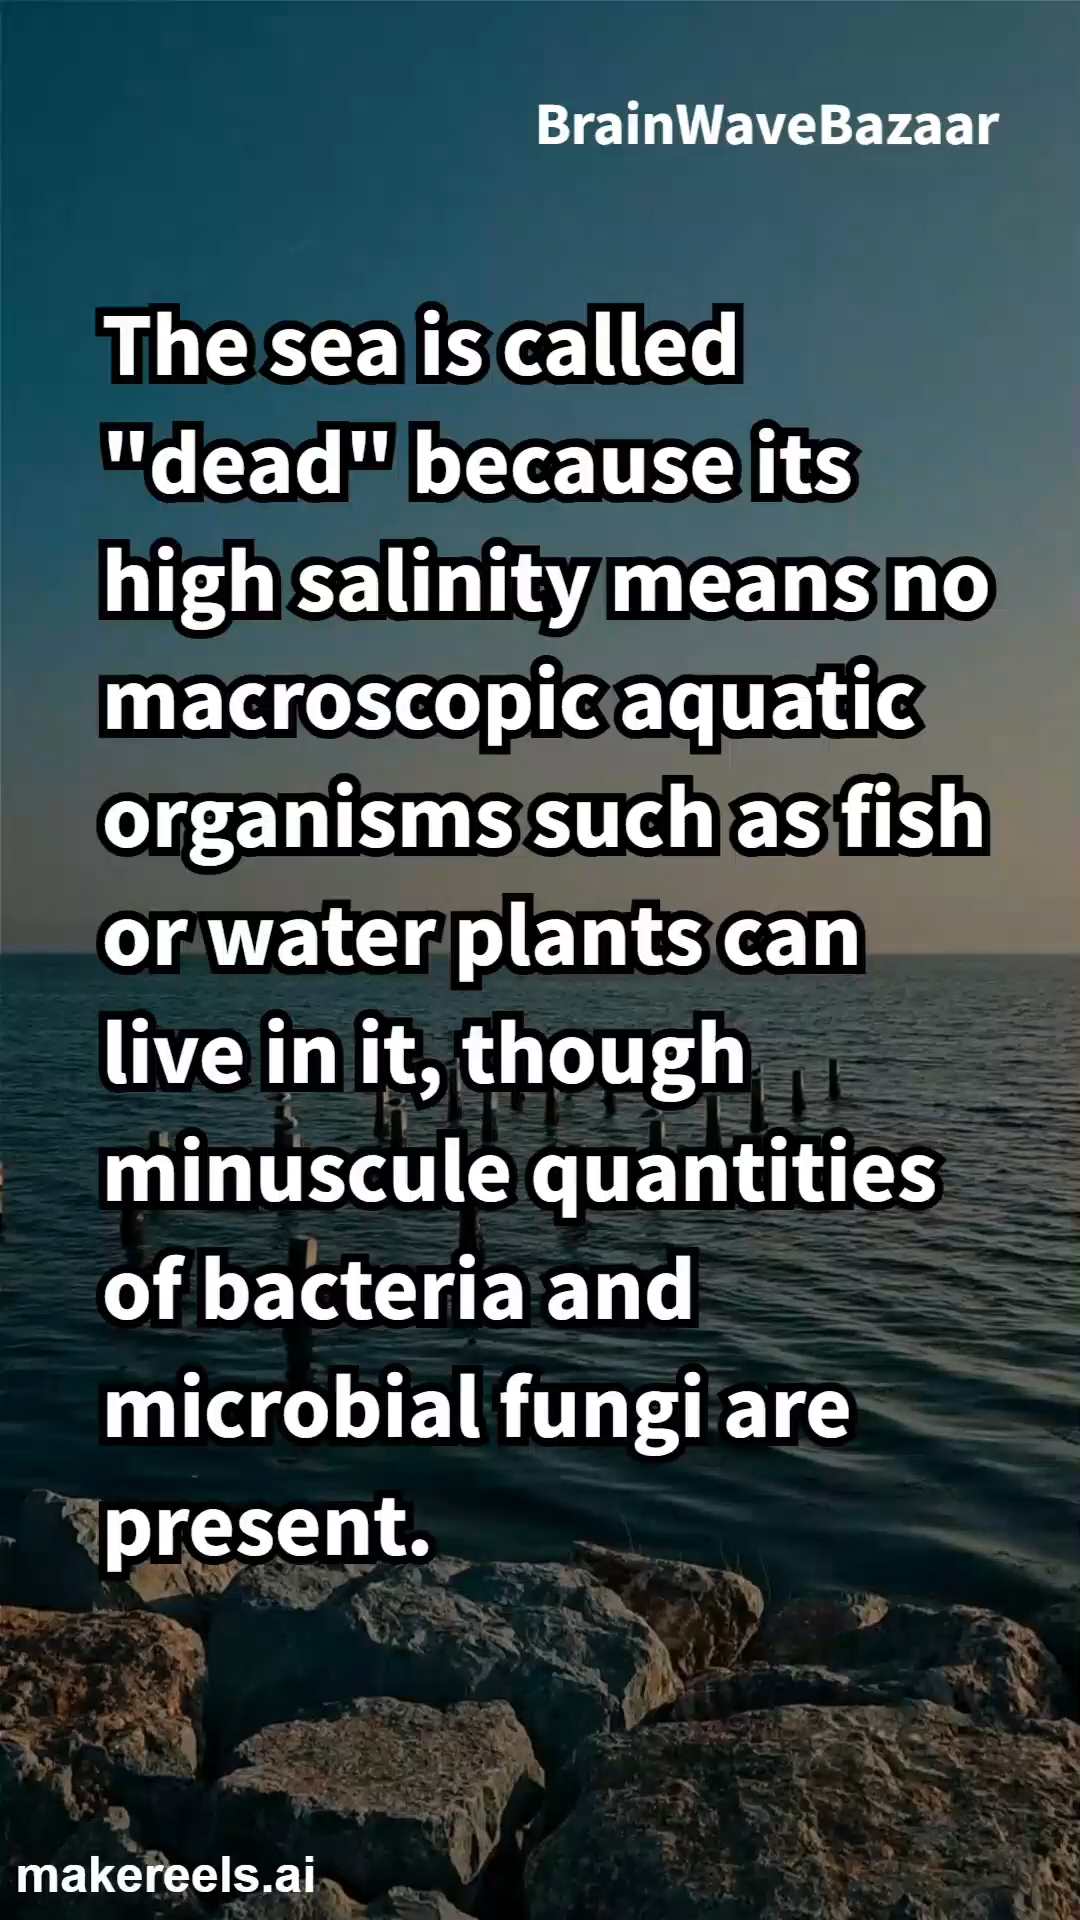 BrainWaveBazaar
The sea is called
"dead" because its
high salinity means no
macroscopic aquatic
organisms such as fish
or water plants can
live in it, though
minuscule quantities
of bacteria and
microbial fungi are
present.
makereels.ai